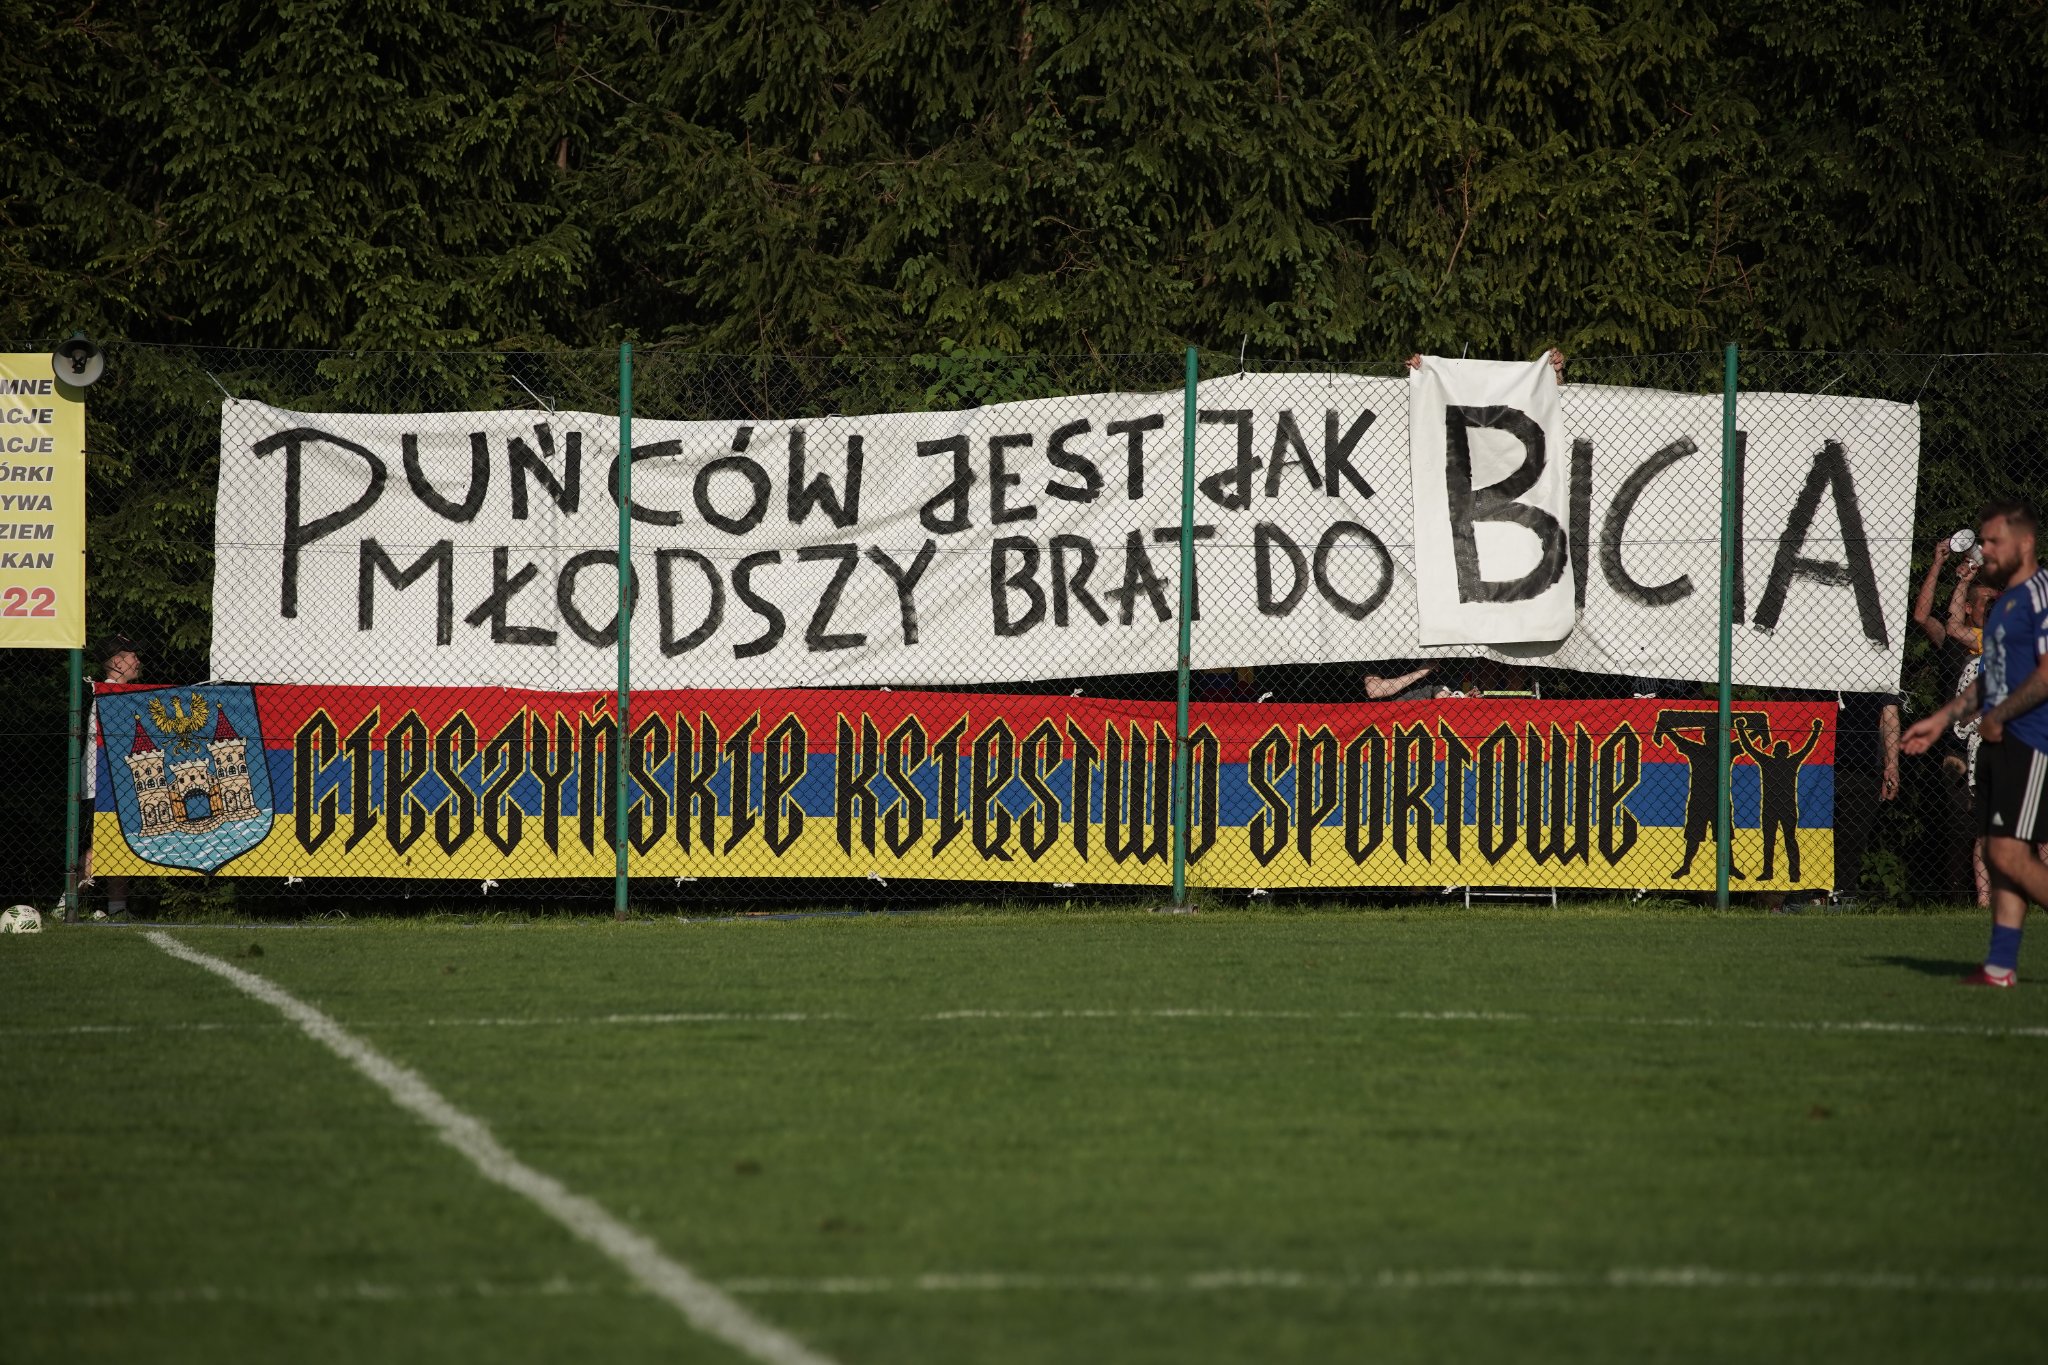 MNE
ACJE
ACJE
ÓRKI
YWA
ZIEM
KAN
22
PUŃCÓW JEST JAK
MŁODSZY BRAT DO BICIA
CIESZYŃSKIE KSIĘSTWO SPORTOWE